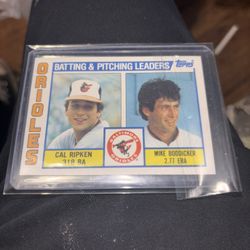 BATTING & PITCHING LEADERS
Topps
ORIOLES
CAL RIPKEN
.318 BA
MIKE BODDICKER
2.77 ERA